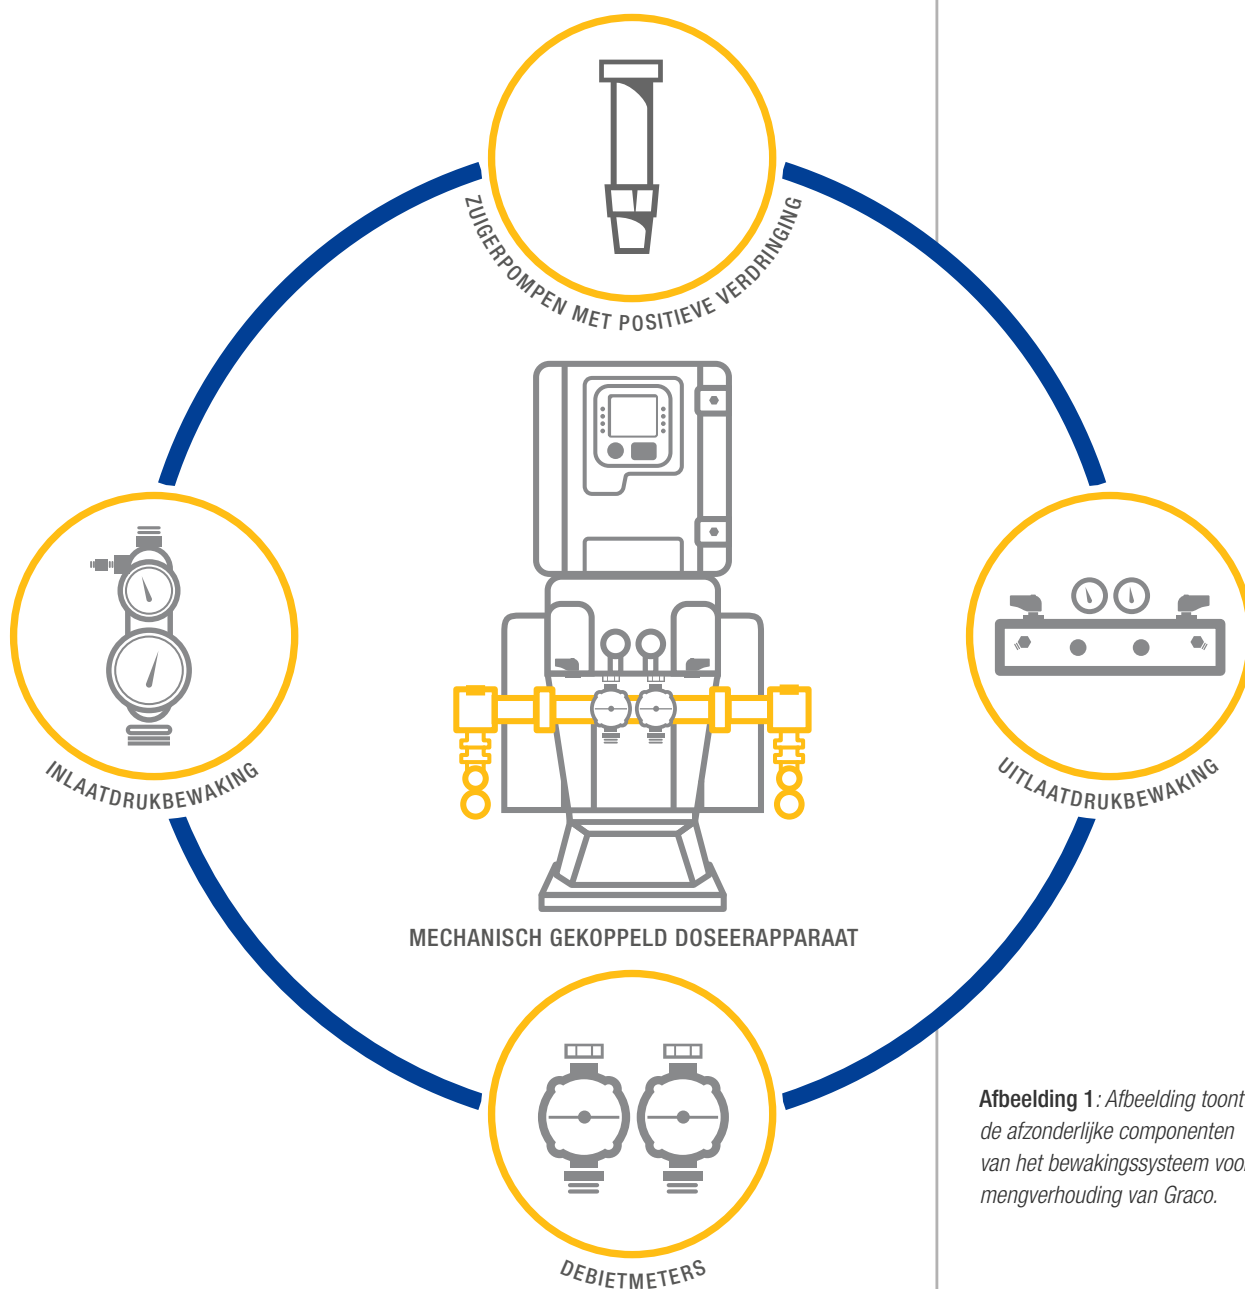 ZUIGERPOMPEN MET POSITIEVE VERDRINGING
INLAATDRUKBEWAKING
UITLAATDRUKBEWAKING
MECHANISCH GEKOPPELD DOSEERAPPARAAT
DEBIETMETERS
Afbeelding 1: Afbeelding toont
de afzonderlijke componenten
van het bewakingssysteem voor
mengverhouding van Graco.